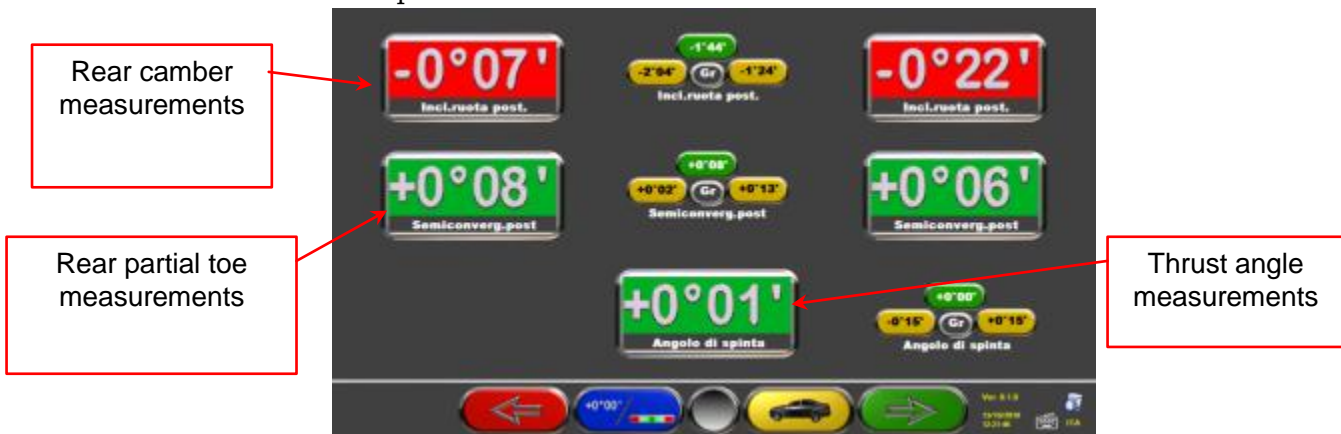 Rear camber
measurements
-0°07'
Incl.ruota post.
-1°44'
-2°04' Gr -1°24'
Incl.ruota post.
-0°22'
Incl.ruota post.
+0°08'
Semiconverg.post
+0°08'
+0°02' Gr +0°13'
Semiconverg.post
+0°06'
Semiconverg.post
Rear partial toe
measurements
+0°01'
Angolo di spinta
+0°00'
-0°15' Gr +0°15'
Angolo di spinta
Thrust angle
measurements
+0°00'
ITA